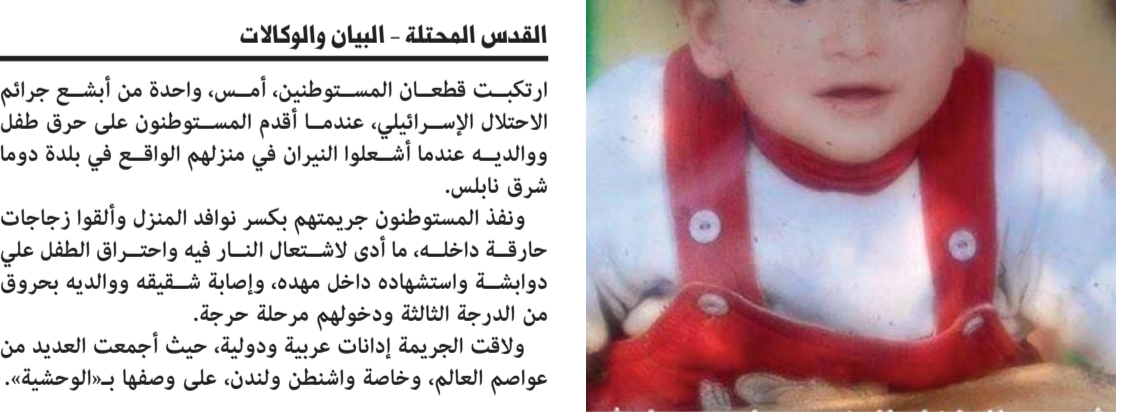 القدس المحتلة – البيان والوكالات
ارتكبت قطعان المستوطنين، أمس، واحدة من أبشع جرائم
الاحتلال الإسرائيلي، عندما أقدم المستوطنون على حرق طفل
ووالديه عندما أشعلوا النيران في منزلهم الواقع في بلدة دوما
شرق نابلس.
ونفذ المستوطنون جريمتهم بكسر نوافد المنزل وألقوا زجاجات
حارقة داخله، ما أدى لاشتعال النار فيه واحتراق الطفل علي
دوابشة واستشهاده داخل مهده، وإصابة شقيقه ووالديه بحروق
من الدرجة الثالثة ودخولهم مرحلة حرجة.
ولاقت الجريمة إدانات عربية ودولية، حيث أجمعت العديد من
عواصم العالم، وخاصة واشنطن ولندن، على وصفها بـ«الوحشية».